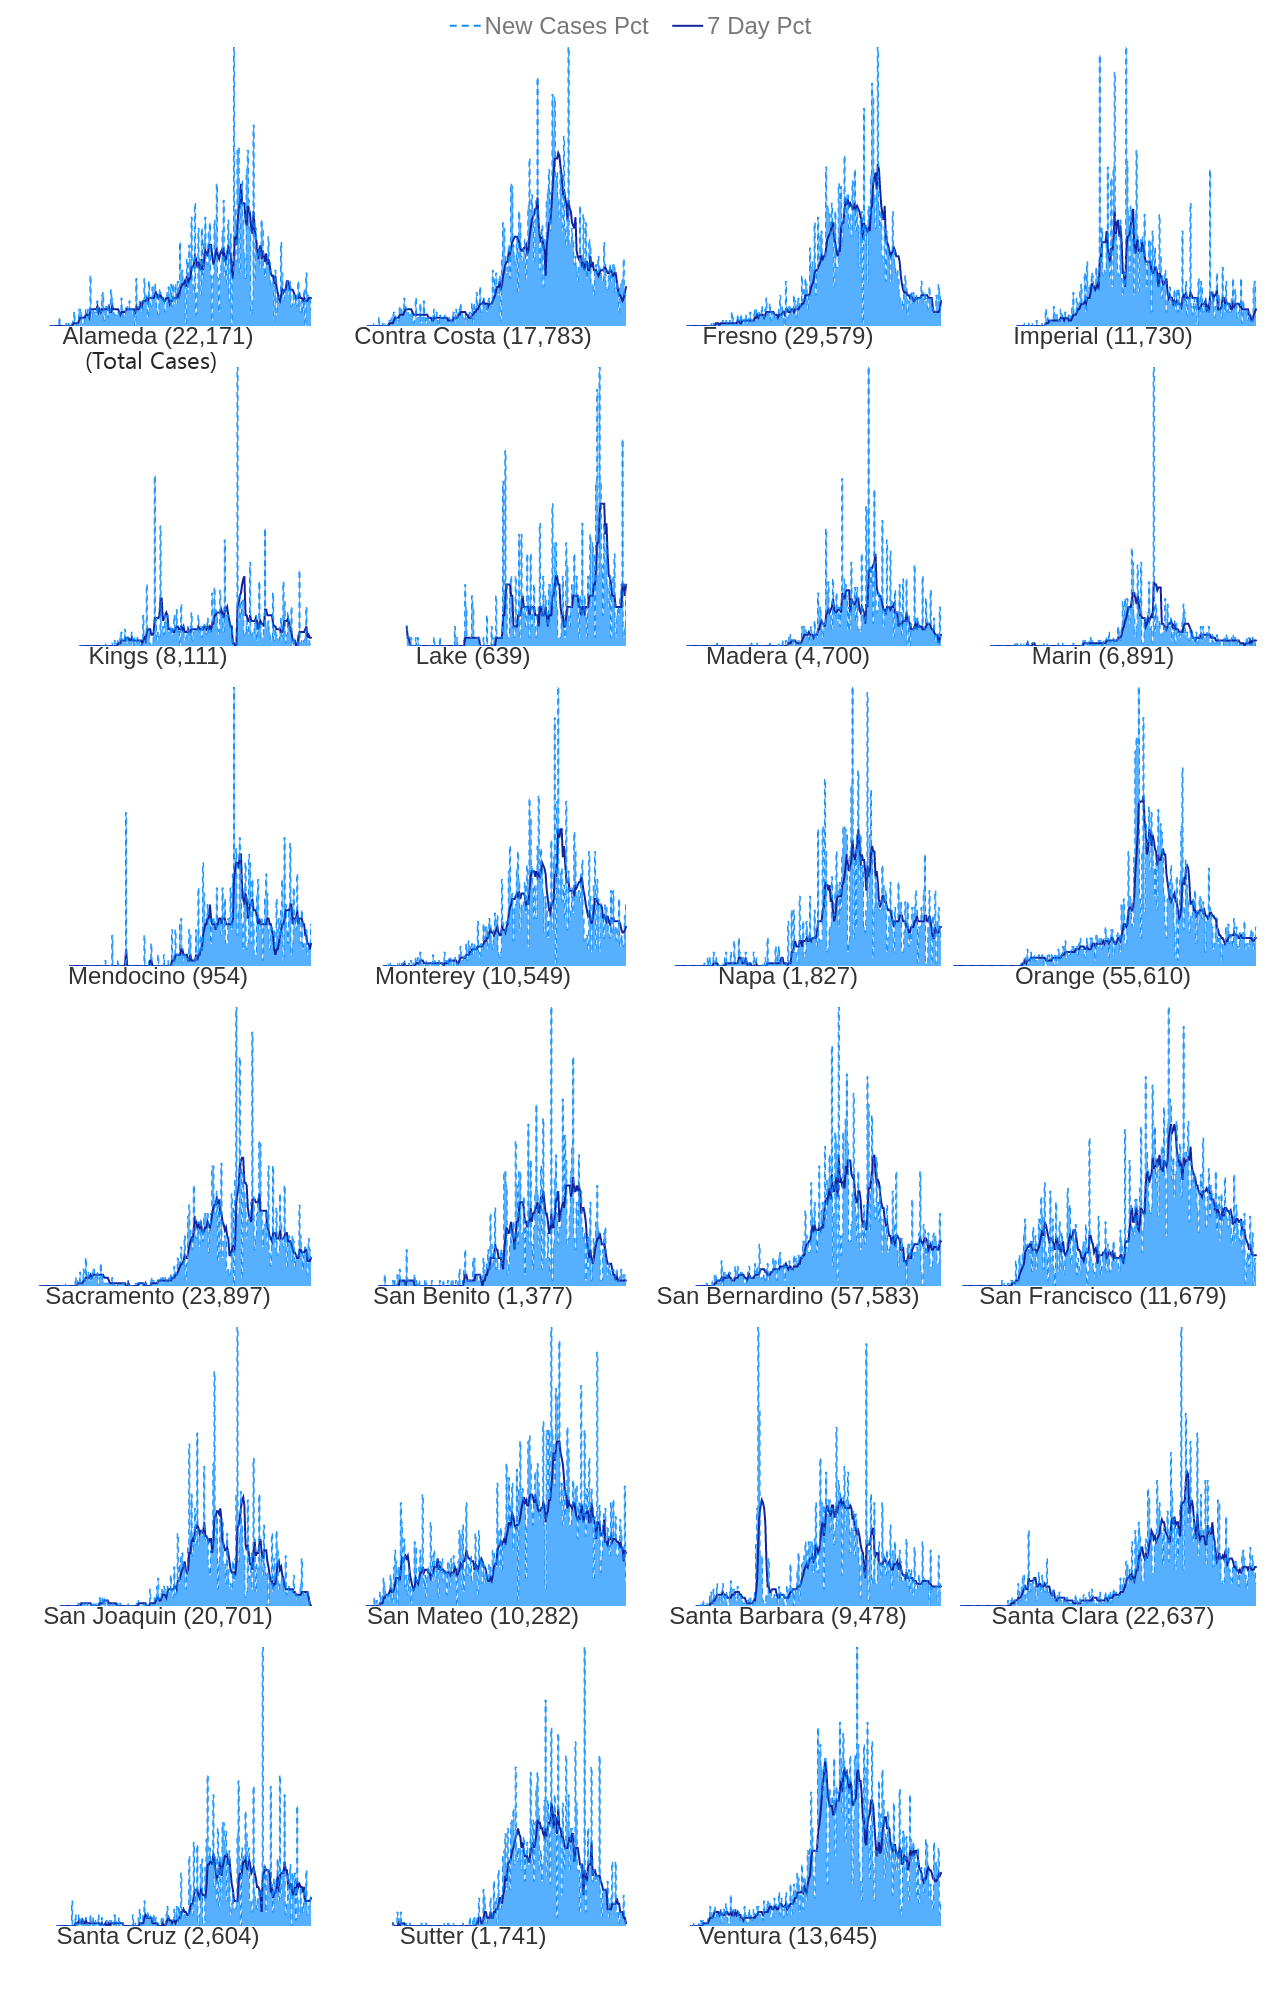 New Cases Pct 7 Day Pct
Alameda (22,171) Contra Costa (17,783) Fresno (29,579) Imperial (11,730)
(Total Cases)
Kings (8,111) Lake (639) Madera (4,700) Marin (6,891)
Mendocino (954) Monterey (10,549) Napa (1,827) Orange (55,610)
Sacramento (23,897) San Benito (1,377) San Bernardino (57,583) San Francisco (11,679)
San Joaquin (20,701) San Mateo (10,282) Santa Barbara (9,478) Santa Clara (22,637)
Santa Cruz (2,604) Sutter (1,741) Ventura (13,645)